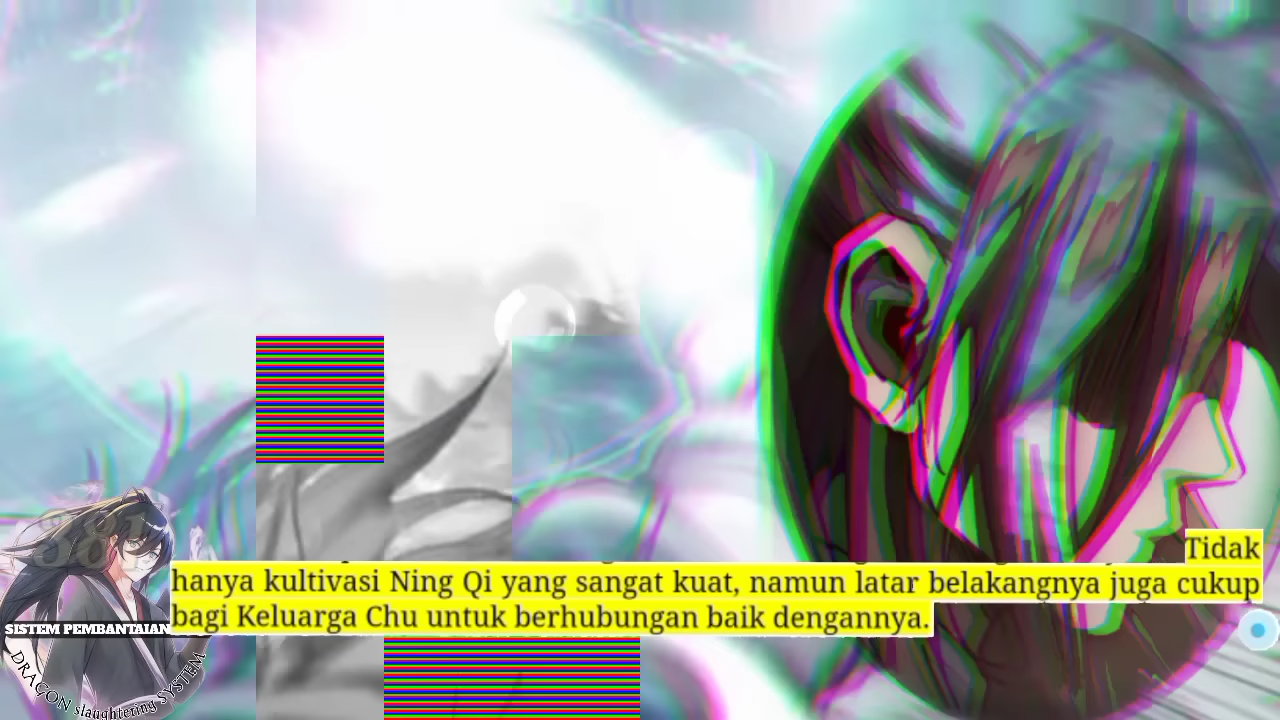 Tidak
hanya kultivasi Ning Qi yang sangat kuat, namun latar belakangnya juga cukup
bagi Keluarga Chu untuk berhubungan baik dengannya.
SISTEM PEMBANTAIAN
DRAGON slaughtering SYSTEM